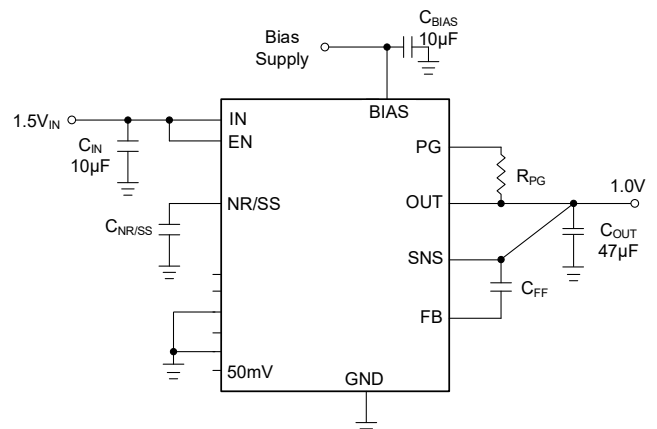 C_BIAS
10µF
Bias
Supply
BIAS
1.5V_IN
IN
EN
C_IN
10µF
PG
R_PG
NR/SS
OUT
1.0V
C_NR/SS
C_OUT
47µF
SNS
C_FF
FB
50mV
GND